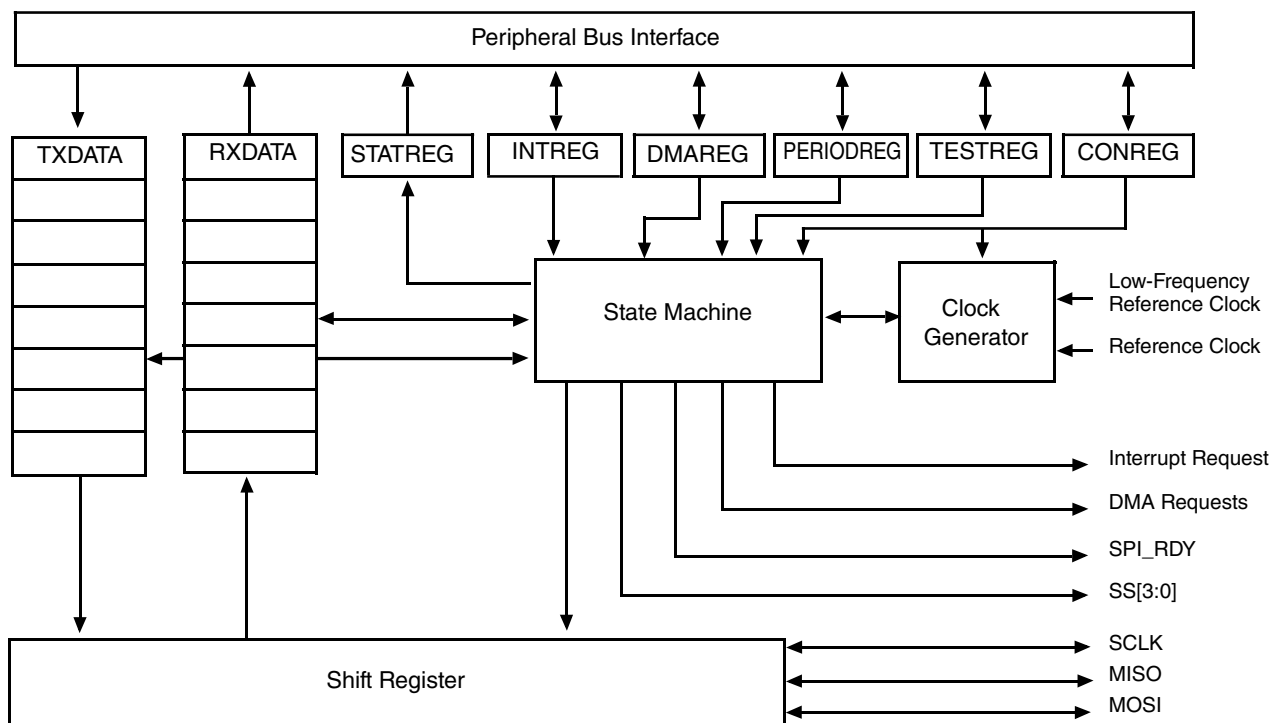 Peripheral Bus Interface
TXDATA
RXDATA
STATREG
INTREG
DMAREG
PERIODREG
TESTREG
CONREG
State Machine
Clock
Generator
Low-Frequency
Reference Clock
Reference Clock
Interrupt Request
DMA Requests
SPI_RDY
SS[3:0]
Shift Register
SCLK
MISO
MOSI